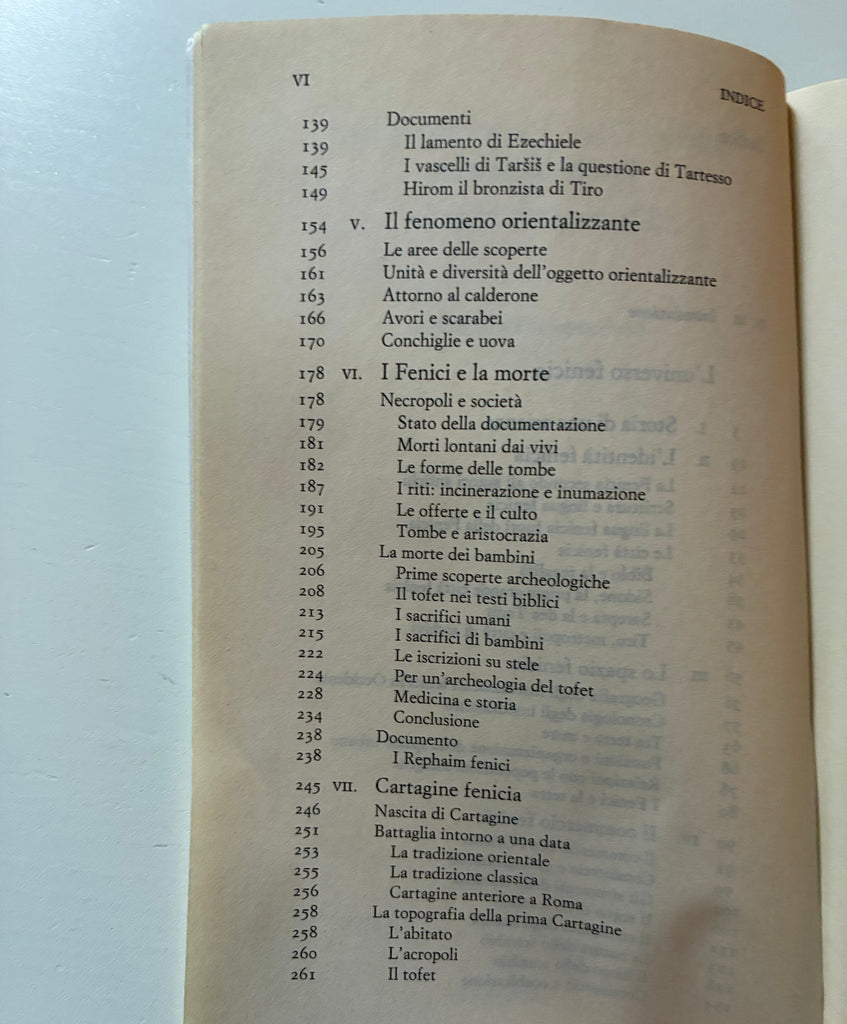 VI
INDICE
139 Documenti
139 Il lamento di Ezechiele
145 I vascelli di Taršiš e la questione di Tartesso
149 Hirom il bronzista di Tiro
154 V. Il fenomeno orientalizzante
156 Le aree delle scoperte
161 Unità e diversità dell'oggetto orientalizzante
163 Attorno al calderone
166 Avori e scarabei
170 Conchiglie e uova
178 VI. I Fenici e la morte
178 Necropoli e società
179 Stato della documentazione
181 Morti lontani dai vivi
182 Le forme delle tombe
187 I riti: incinerazione e inumazione
191 Le offerte e il culto
195 Tombe e aristocrazia
205 La morte dei bambini
206 Prime scoperte archeologiche
208 Il tofet nei testi biblici
213 I sacrifici umani
215 I sacrifici di bambini
222 Le iscrizioni su stele
224 Per un'archeologia del tofet
228 Medicina e storia
234 Conclusione
238 Documento
238 I Rephaim fenici
245 VII. Cartagine fenicia
246 Nascita di Cartagine
251 Battaglia intorno a una data
253 La tradizione orientale
255 La tradizione classica
256 Cartagine anteriore a Roma
258 La topografia della prima Cartagine
258 L'abitato
260 L'acropoli
261 Il tofet